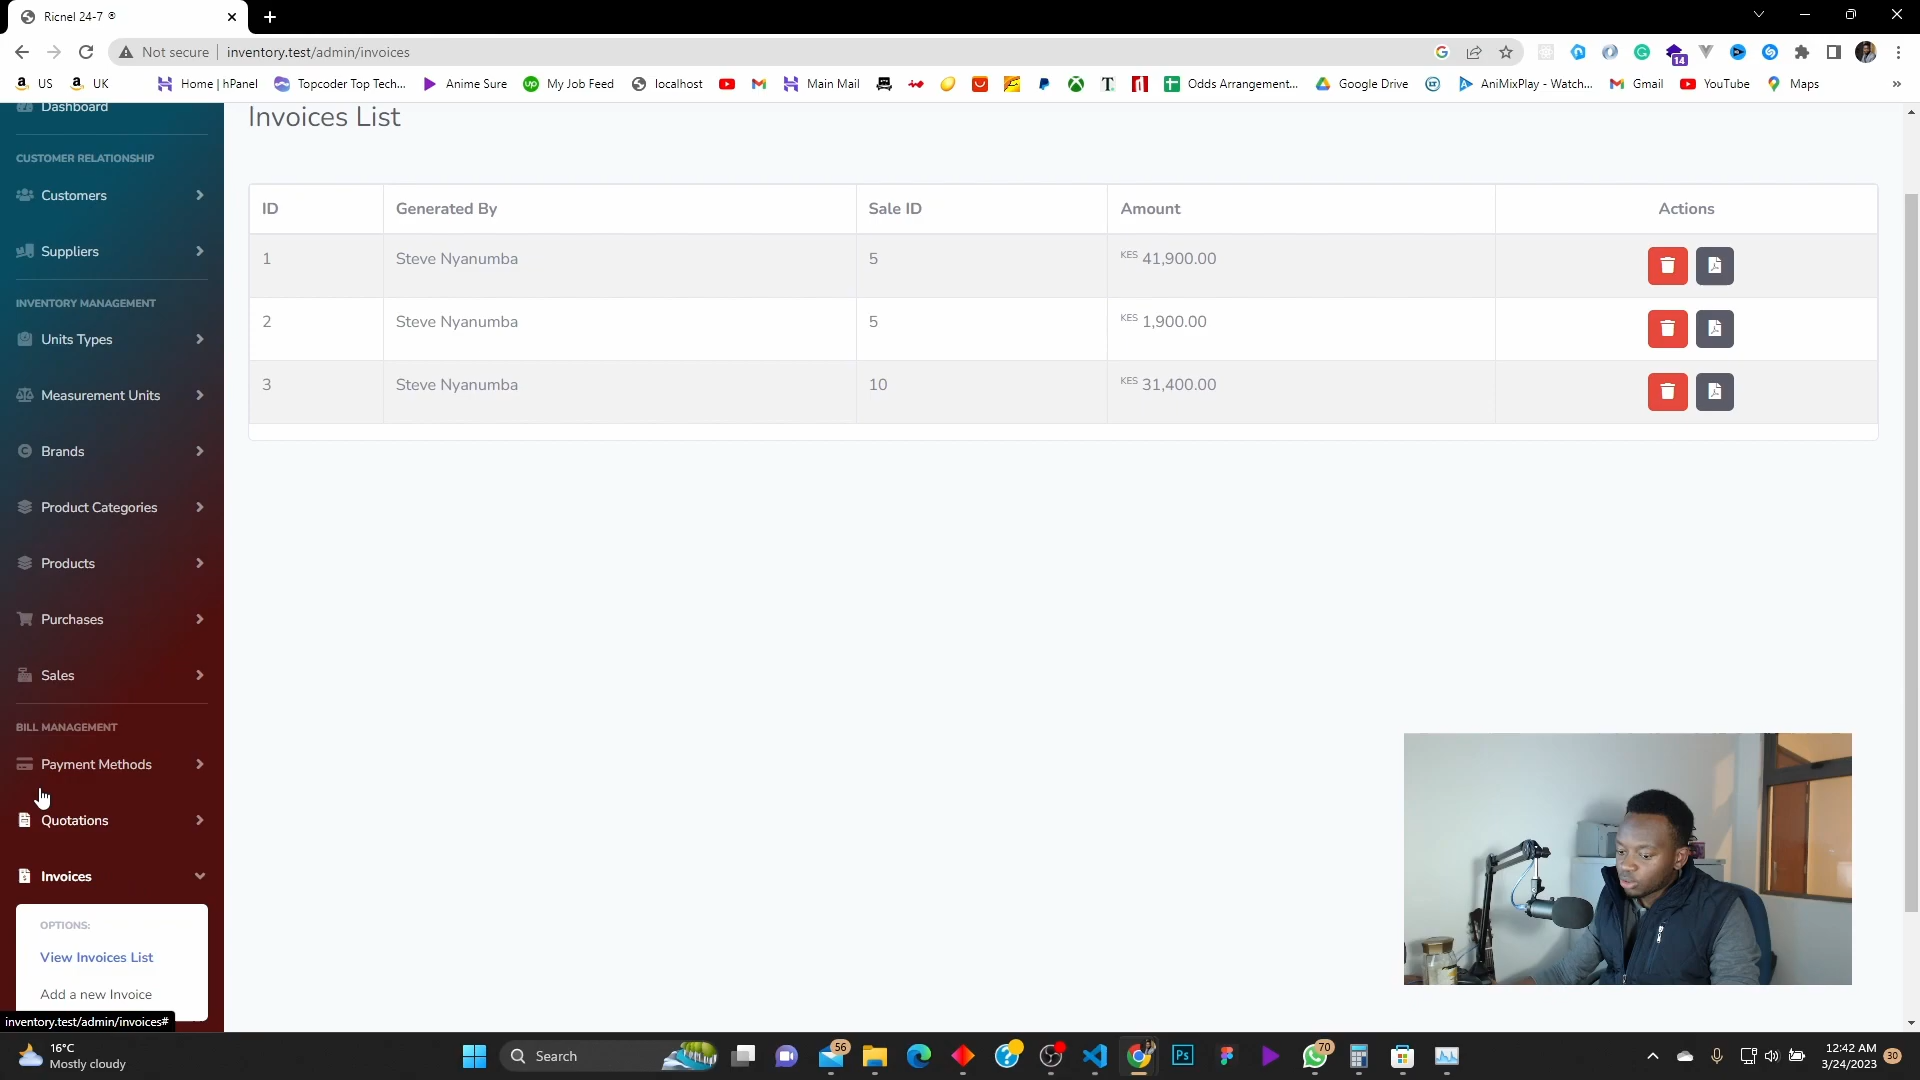 Ricnel 24-7 ®
Not secure inventory.test/admin/invoices
14
US UK Home | hPanel Topcoder Top Tech... Anime Sure My Job Feed localhost Main Mail Odds Arrangement... Google Drive AniMixPlay - Watch... Gmail YouTube Maps »
Dashboard
CUSTOMER RELATIONSHIP
Customers
Suppliers
INVENTORY MANAGEMENT
Units Types
Measurement Units
Brands
Product Categories
Products
Purchases
Sales
BILL MANAGEMENT
Payment Methods
Quotations
Invoices
OPTIONS:
View Invoices List
Add a new Invoice
inventory.test/admin/invoices#
Invoices List
ID Generated By Sale ID Amount Actions
1 Steve Nyanumba 5 KES 41,900.00
2 Steve Nyanumba 5 KES 1,900.00
3 Steve Nyanumba 10 KES 31,400.00
16°C
Mostly cloudy
Search
56
Ps
70
12:42 AM
3/24/2023
30